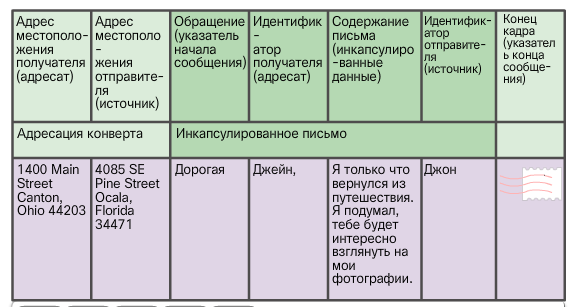 Адрес
местополо-
жения
получателя
(адресат)
Адрес
местополо
-
жения
отправите-
ля
(источник)
Обращение
(указатель
начала
сообщения)
Идентифик
-
атор
получателя
(адресат)
Содержание
письма
(инкапсулиро
-ванные
данные)
Идентифик-
атор
отправите-
ля
(источник)
Конец
кадра
(указател
ь конца
сообще-
ния)
Адресация конверта
Инкапсулированное письмо
1400 Main
Street
Canton,
Ohio 44203
4085 SE
Pine Street
Ocala,
Florida
34471
Дорогая
Джейн,
Я только что
вернулся из
путешествия.
Я подумал,
тебе будет
интересно
взглянуть на
мои
фотографии.
Джон